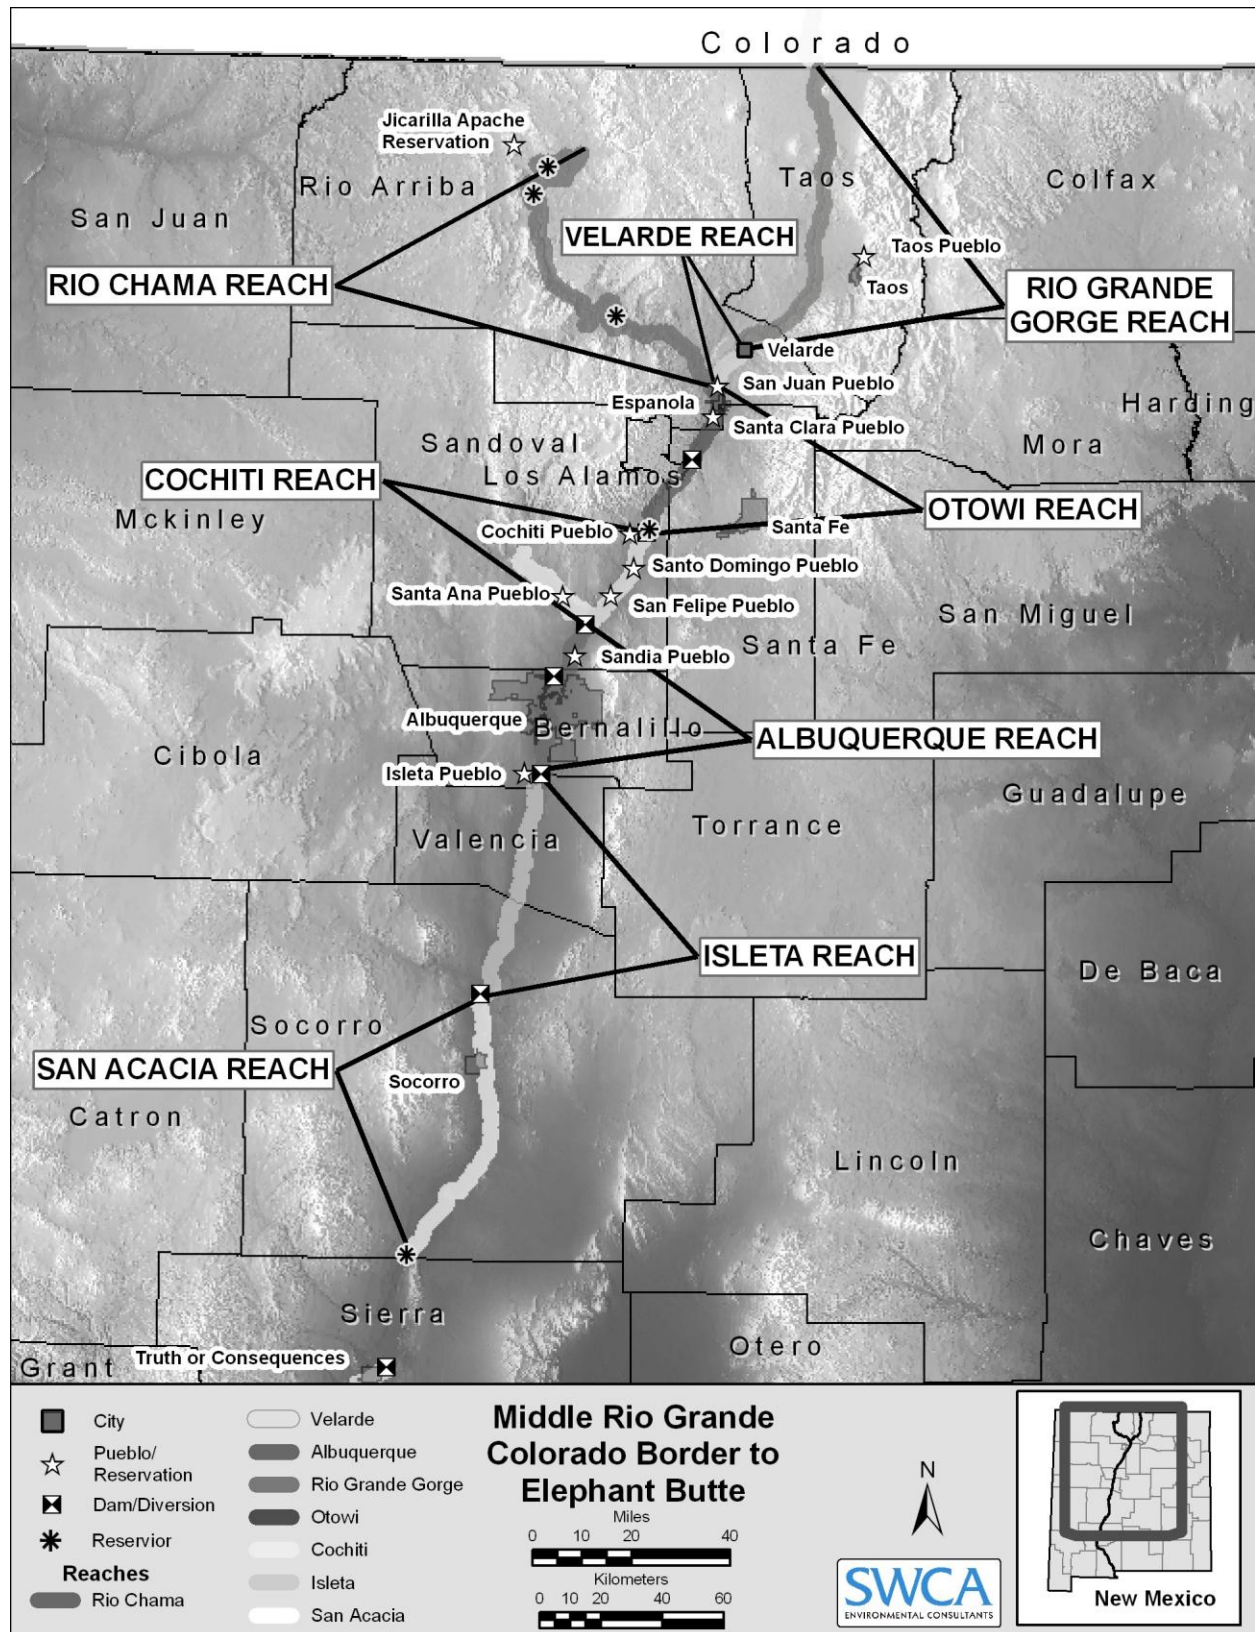 Colorado
Jicarilla Apache
Reservation
Rio Arriba
Taos
Colfax
San Juan
VELARDE REACH
Taos Pueblo
RIO CHAMA REACH
Taos
RIO GRANDE
GORGE REACH
Velarde
San Juan Pueblo
Espanola
Harding
Santa Clara Pueblo
Sandoval
Mora
Los Alamos
COCHITI REACH
OTOWI REACH
Mckinley
Santa Fe
Cochiti Pueblo
Santo Domingo Pueblo
Santa Ana Pueblo
San Felipe Pueblo
San Miguel
Santa Fe
Sandia Pueblo
Albuquerque
Bernalillo
ALBUQUERQUE REACH
Cibola
Isleta Pueblo
Guadalupe
Valencia
Torrance
ISLETA REACH
De Baca
Socorro
SAN ACACIA REACH
Socorro
Catron
Lincoln
Chaves
Sierra
Otero
Truth or Consequences
Grant
City
Pueblo/
Reservation
Dam/Diversion
Reservior
Reaches
Rio Chama
Velarde
Albuquerque
Rio Grande Gorge
Otowi
Cochiti
Isleta
San Acacia
Middle Rio Grande
Colorado Border to
Elephant Butte
Miles
0 10 20 40
Kilometers
0 10 20 40 60
N
SWCA
ENVIRONMENTAL CONSULTANTS
New Mexico